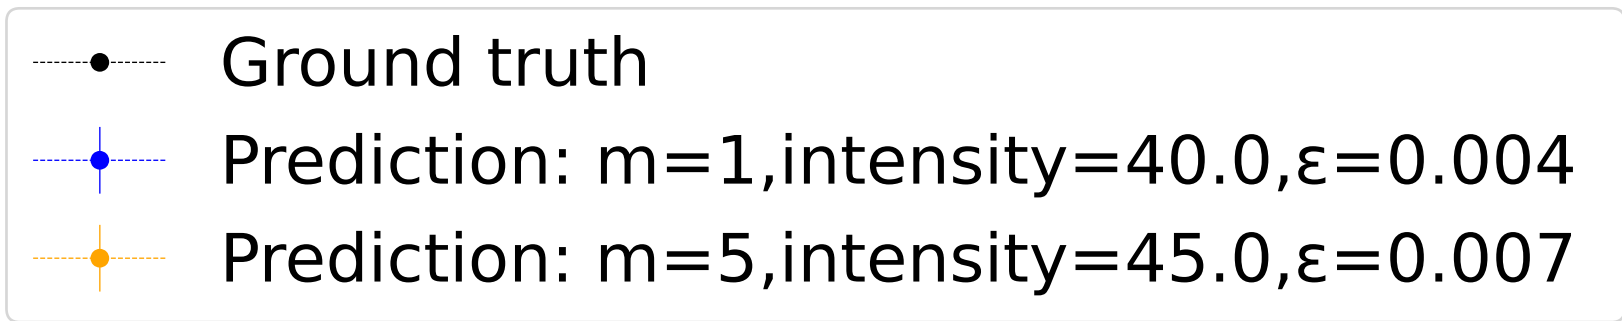 Ground truth
Prediction: m=1,intensity=40.0,ε=0.004
Prediction: m=5,intensity=45.0,ε=0.007